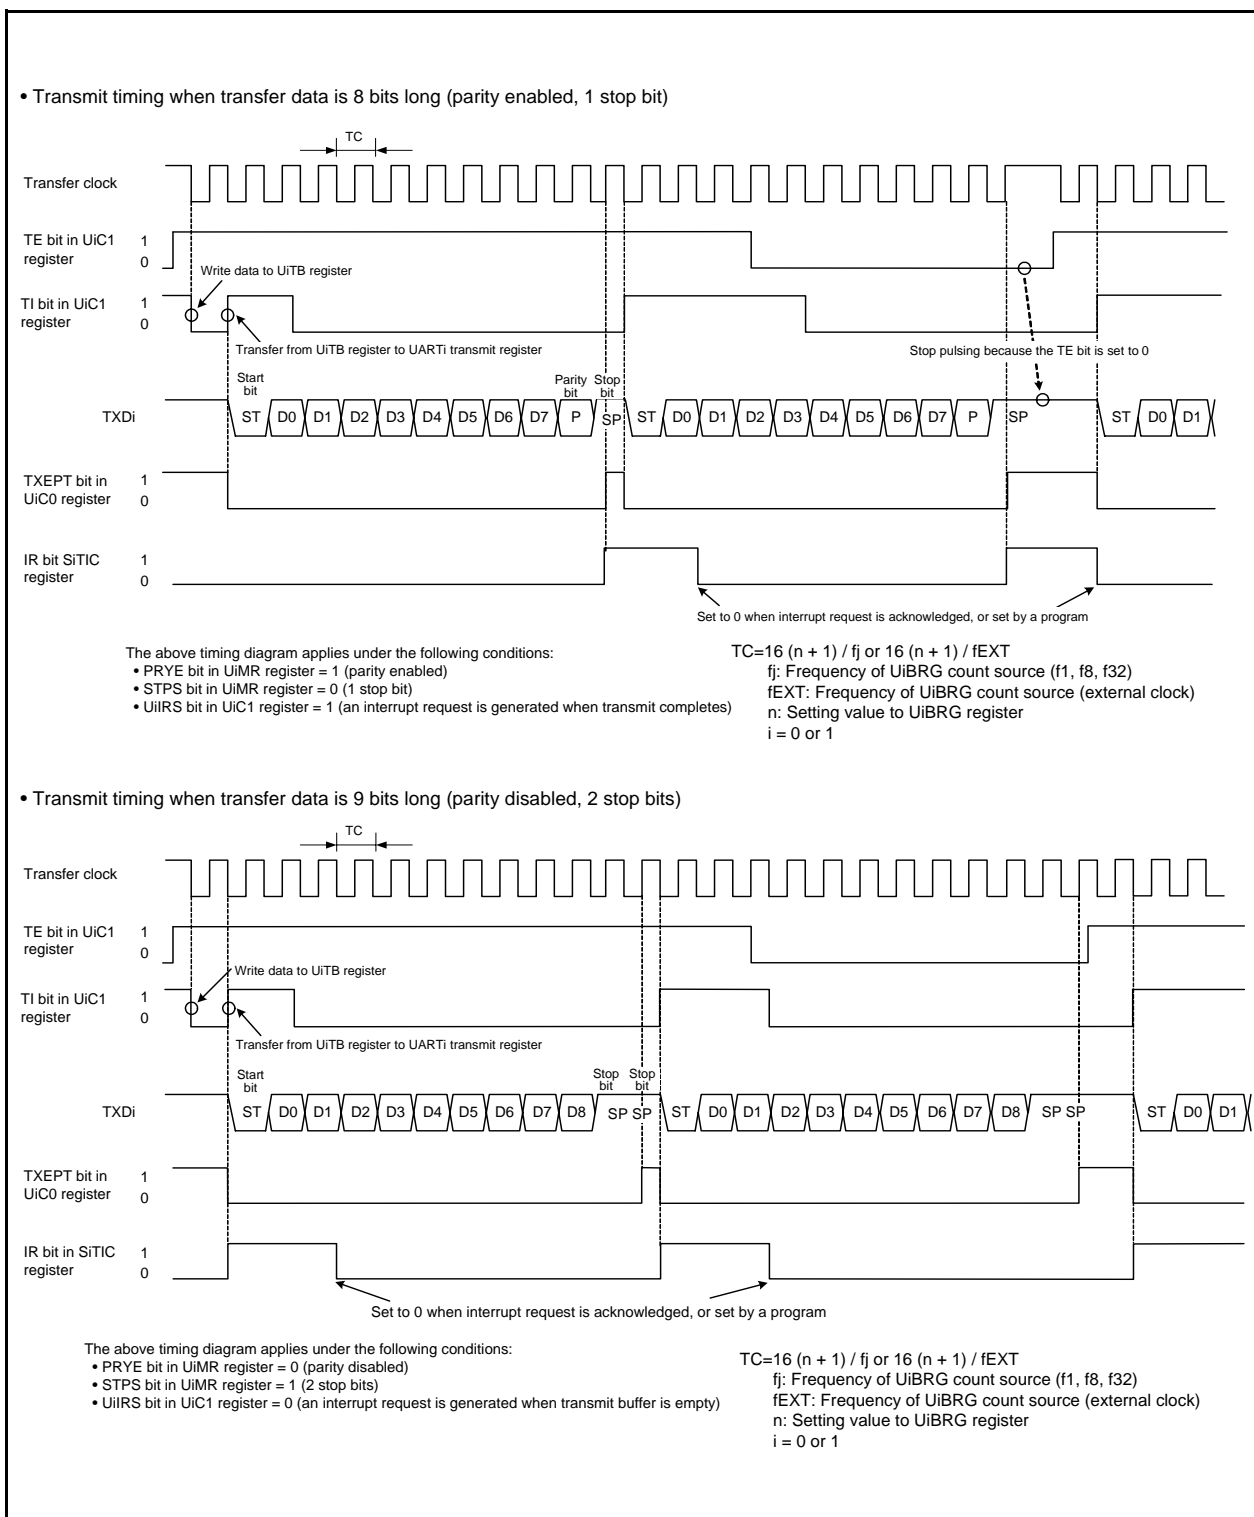 • Transmit timing when transfer data is 8 bits long (parity enabled, 1 stop bit)
TC
Transfer clock
TE bit in UiC1
register
1
0
Write data to UiTB register
TI bit in UiC1
register
1
0
Transfer from UiTB register to UARTi transmit register
Stop pulsing because the TE bit is set to 0
Start
bit
Parity
bit
Stop
bit
TXDi
ST D0 D1 D2 D3 D4 D5 D6 D7 P SP ST D0 D1 D2 D3 D4 D5 D6 D7 P SP ST D0 D1
TXEPT bit in
UiC0 register
1
0
IR bit SiTIC
register
1
0
Set to 0 when interrupt request is acknowledged, or set by a program
The above timing diagram applies under the following conditions:
• PRYE bit in UiMR register = 1 (parity enabled)
• STPS bit in UiMR register = 0 (1 stop bit)
• UiIRS bit in UiC1 register = 1 (an interrupt request is generated when transmit completes)
TC=16 (n + 1) / fj or 16 (n + 1) / fEXT
fj: Frequency of UiBRG count source (f1, f8, f32)
fEXT: Frequency of UiBRG count source (external clock)
n: Setting value to UiBRG register
i = 0 or 1
• Transmit timing when transfer data is 9 bits long (parity disabled, 2 stop bits)
TC
Transfer clock
TE bit in UiC1
register
1
0
Write data to UiTB register
TI bit in UiC1
register
1
0
Transfer from UiTB register to UARTi transmit register
Start
bit
Stop
bit
Stop
bit
TXDi
ST D0 D1 D2 D3 D4 D5 D6 D7 D8 SP SP ST D0 D1 D2 D3 D4 D5 D6 D7 D8 SP SP ST D0 D1
TXEPT bit in
UiC0 register
1
0
IR bit in SiTIC
register
1
0
Set to 0 when interrupt request is acknowledged, or set by a program
The above timing diagram applies under the following conditions:
• PRYE bit in UiMR register = 0 (parity disabled)
• STPS bit in UiMR register = 1 (2 stop bits)
• UiIRS bit in UiC1 register = 0 (an interrupt request is generated when transmit buffer is empty)
TC=16 (n + 1) / fj or 16 (n + 1) / fEXT
fj: Frequency of UiBRG count source (f1, f8, f32)
fEXT: Frequency of UiBRG count source (external clock)
n: Setting value to UiBRG register
i = 0 or 1